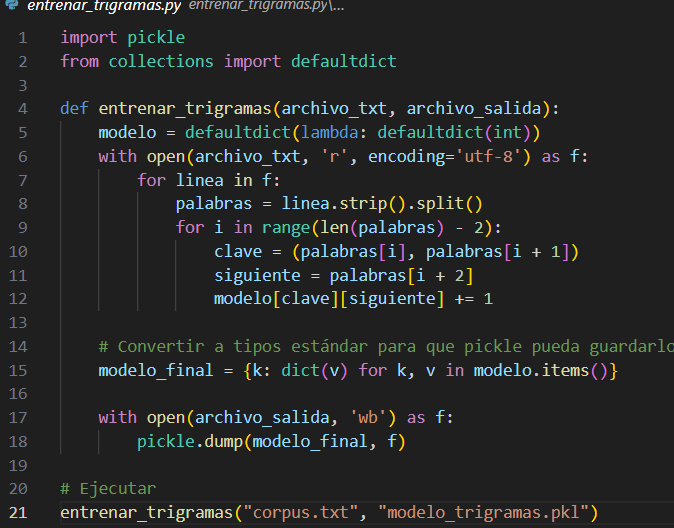 entrenar_trigramas.py entrenar_trigramas.py\...
1 import pickle
2 from collections import defaultdict
3
4 def entrenar_trigramas(archivo_txt, archivo_salida):
5     modelo = defaultdict(lambda: defaultdict(int))
6     with open(archivo_txt, 'r', encoding='utf-8') as f:
7         for linea in f:
8             palabras = linea.strip().split()
9             for i in range(len(palabras) - 2):
10                 clave = (palabras[i], palabras[i + 1])
11                 siguiente = palabras[i + 2]
12                 modelo[clave][siguiente] += 1
13
14     # Convertir a tipos estándar para que pickle pueda guardarlo
15     modelo_final = {k: dict(v) for k, v in modelo.items()}
16
17     with open(archivo_salida, 'wb') as f:
18         pickle.dump(modelo_final, f)
19
20 # Ejecutar
21 entrenar_trigramas("corpus.txt", "modelo_trigramas.pkl")